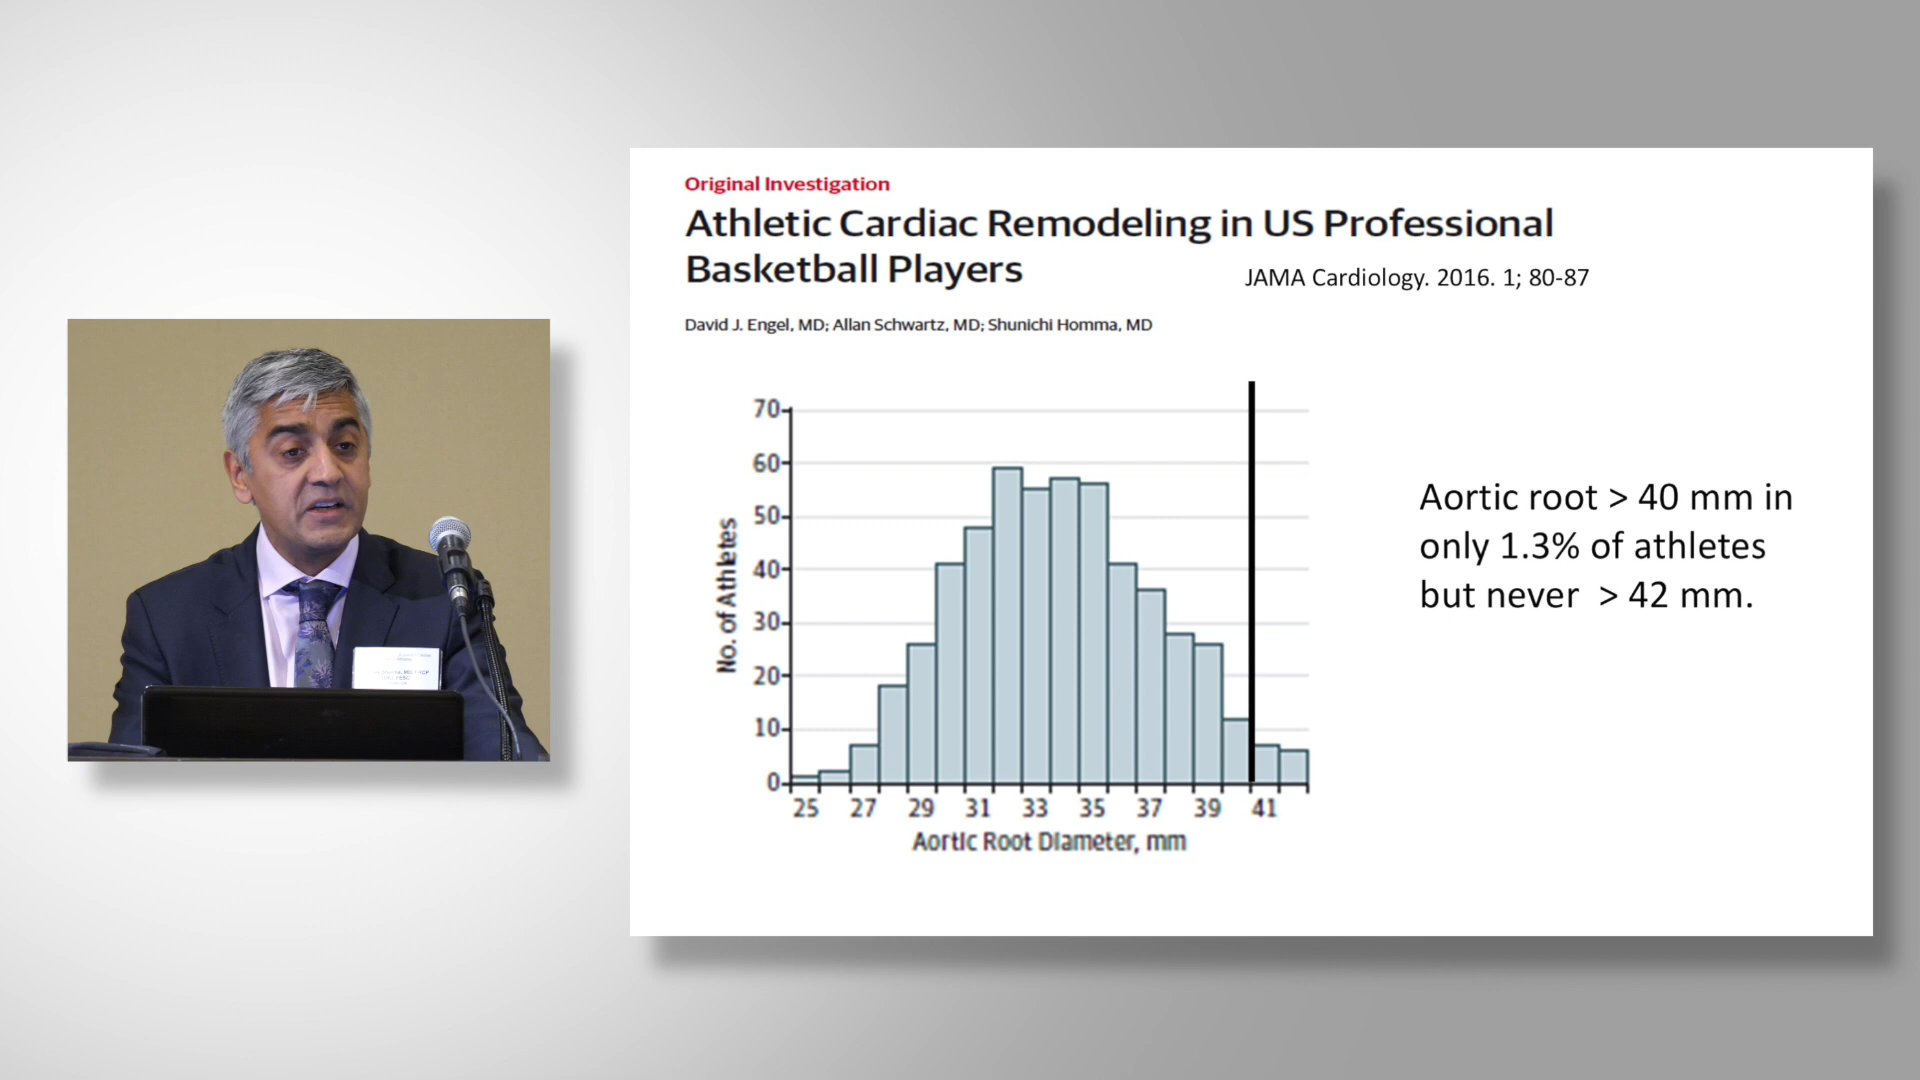 Original Investigation
Athletic Cardiac Remodeling in US Professional
Basketball Players
JAMA Cardiology. 2016. 1; 80-87
David J. Engel, MD; Allan Schwartz, MD; Shunichi Homma, MD
70
60
50
40
30
20
10
0
No. of Athletes
25 27 29 31 33 35 37 39 41
Aortic Root Diameter, mm
Aortic root > 40 mm in
only 1.3% of athletes
but never > 42 mm.